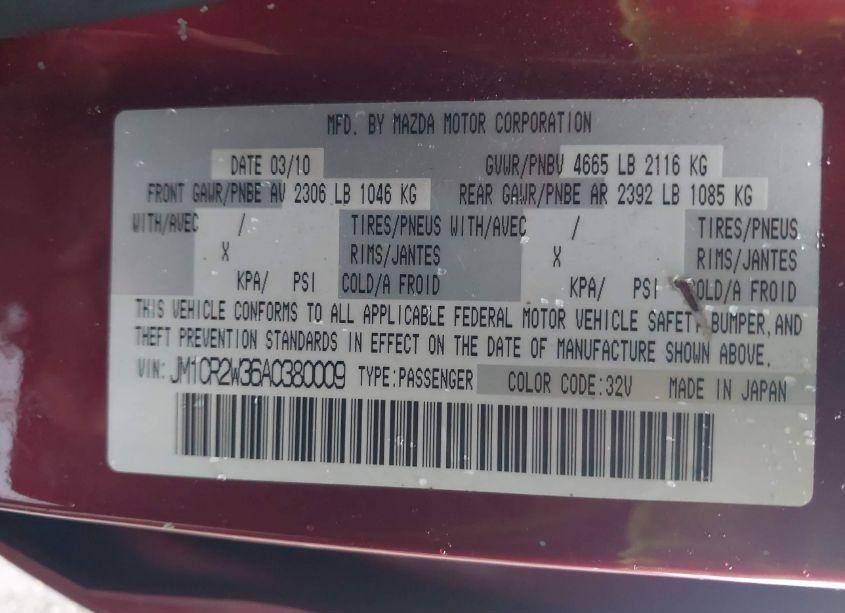 MFD. BY MAZDA MOTOR CORPORATION
DATE 03/10 GVWR/PNBV 4665 LB 2116 KG
FRONT GAWR/PNBE AV 2306 LB 1046 KG REAR GAWR/PNBE AR 2392 LB 1085 KG
WITH/AVEC / TIRES/PNEUS WITH/AVEC / TIRES/PNEUS
X RIMS/JANTES X RIMS/JANTES
KPA/ PSI COLD/A FROID KPA/ PSI COLD/A FROID
THIS VEHICLE CONFORMS TO ALL APPLICABLE FEDERAL MOTOR VEHICLE SAFETY, BUMPER, AND
THEFT PREVENTION STANDARDS IN EFFECT ON THE DATE OF MANUFACTURE SHOWN ABOVE.
VIN: JM1CR2W36A0380009 TYPE:PASSENGER COLOR CODE:32V MADE IN JAPAN